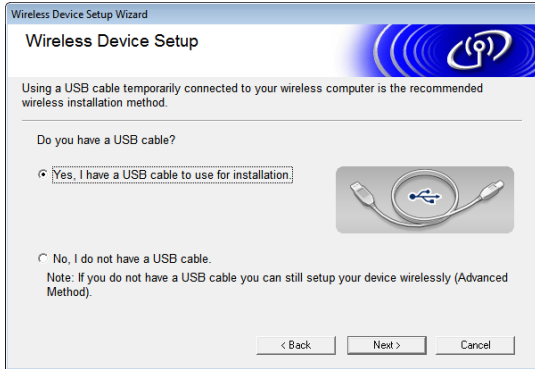 Wireless Device Setup Wizard
Wireless Device Setup
Using a USB cable temporarily connected to your wireless computer is the recommended
wireless installation method.
Do you have a USB cable?
Yes, I have a USB cable to use for installation.
No, I do not have a USB cable.
Note: If you do not have a USB cable you can still setup your device wirelessly (Advanced
Method).
< Back
Next >
Cancel